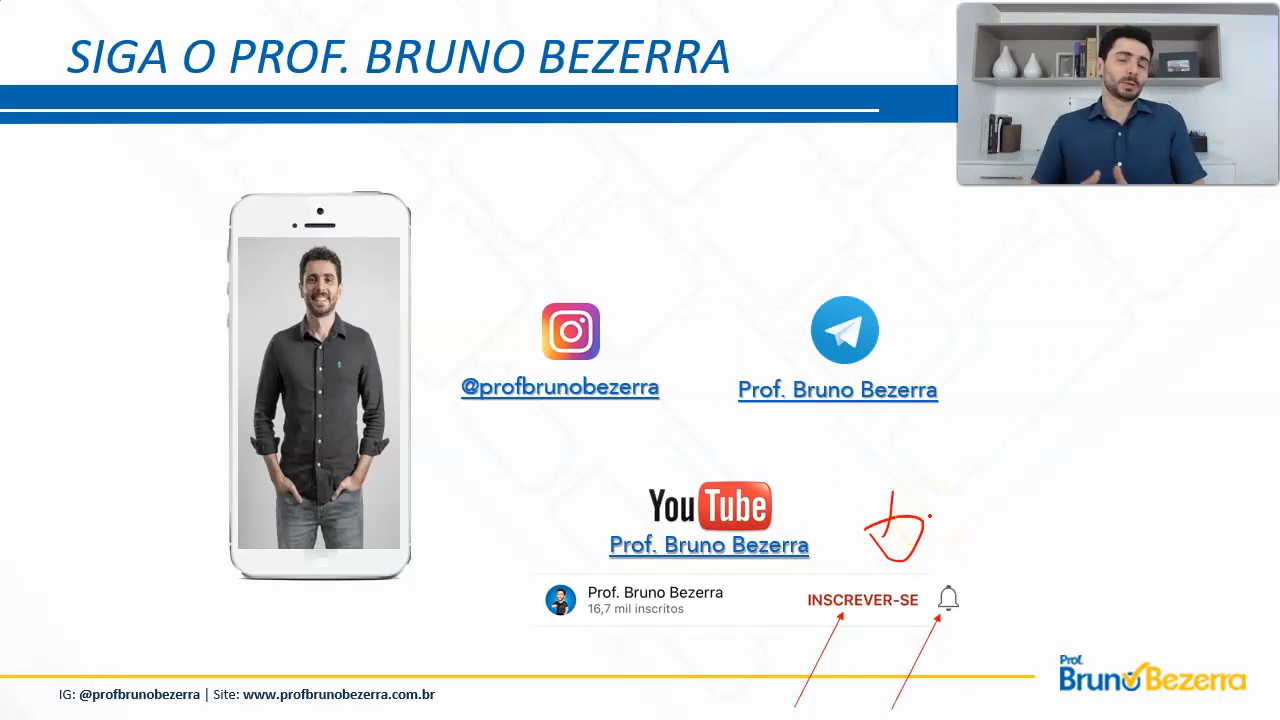 SIGA O PROF. BRUNO BEZERRA
@profbrunobezerra
Prof. Bruno Bezerra
YouTube
Prof. Bruno Bezerra
Prof. Bruno Bezerra
16,7 mil inscritos
INSCREVER-SE
IG: @profbrunobezerra | Site: www.profbrunobezerra.com.br
Prof.
Bruno Bezerra